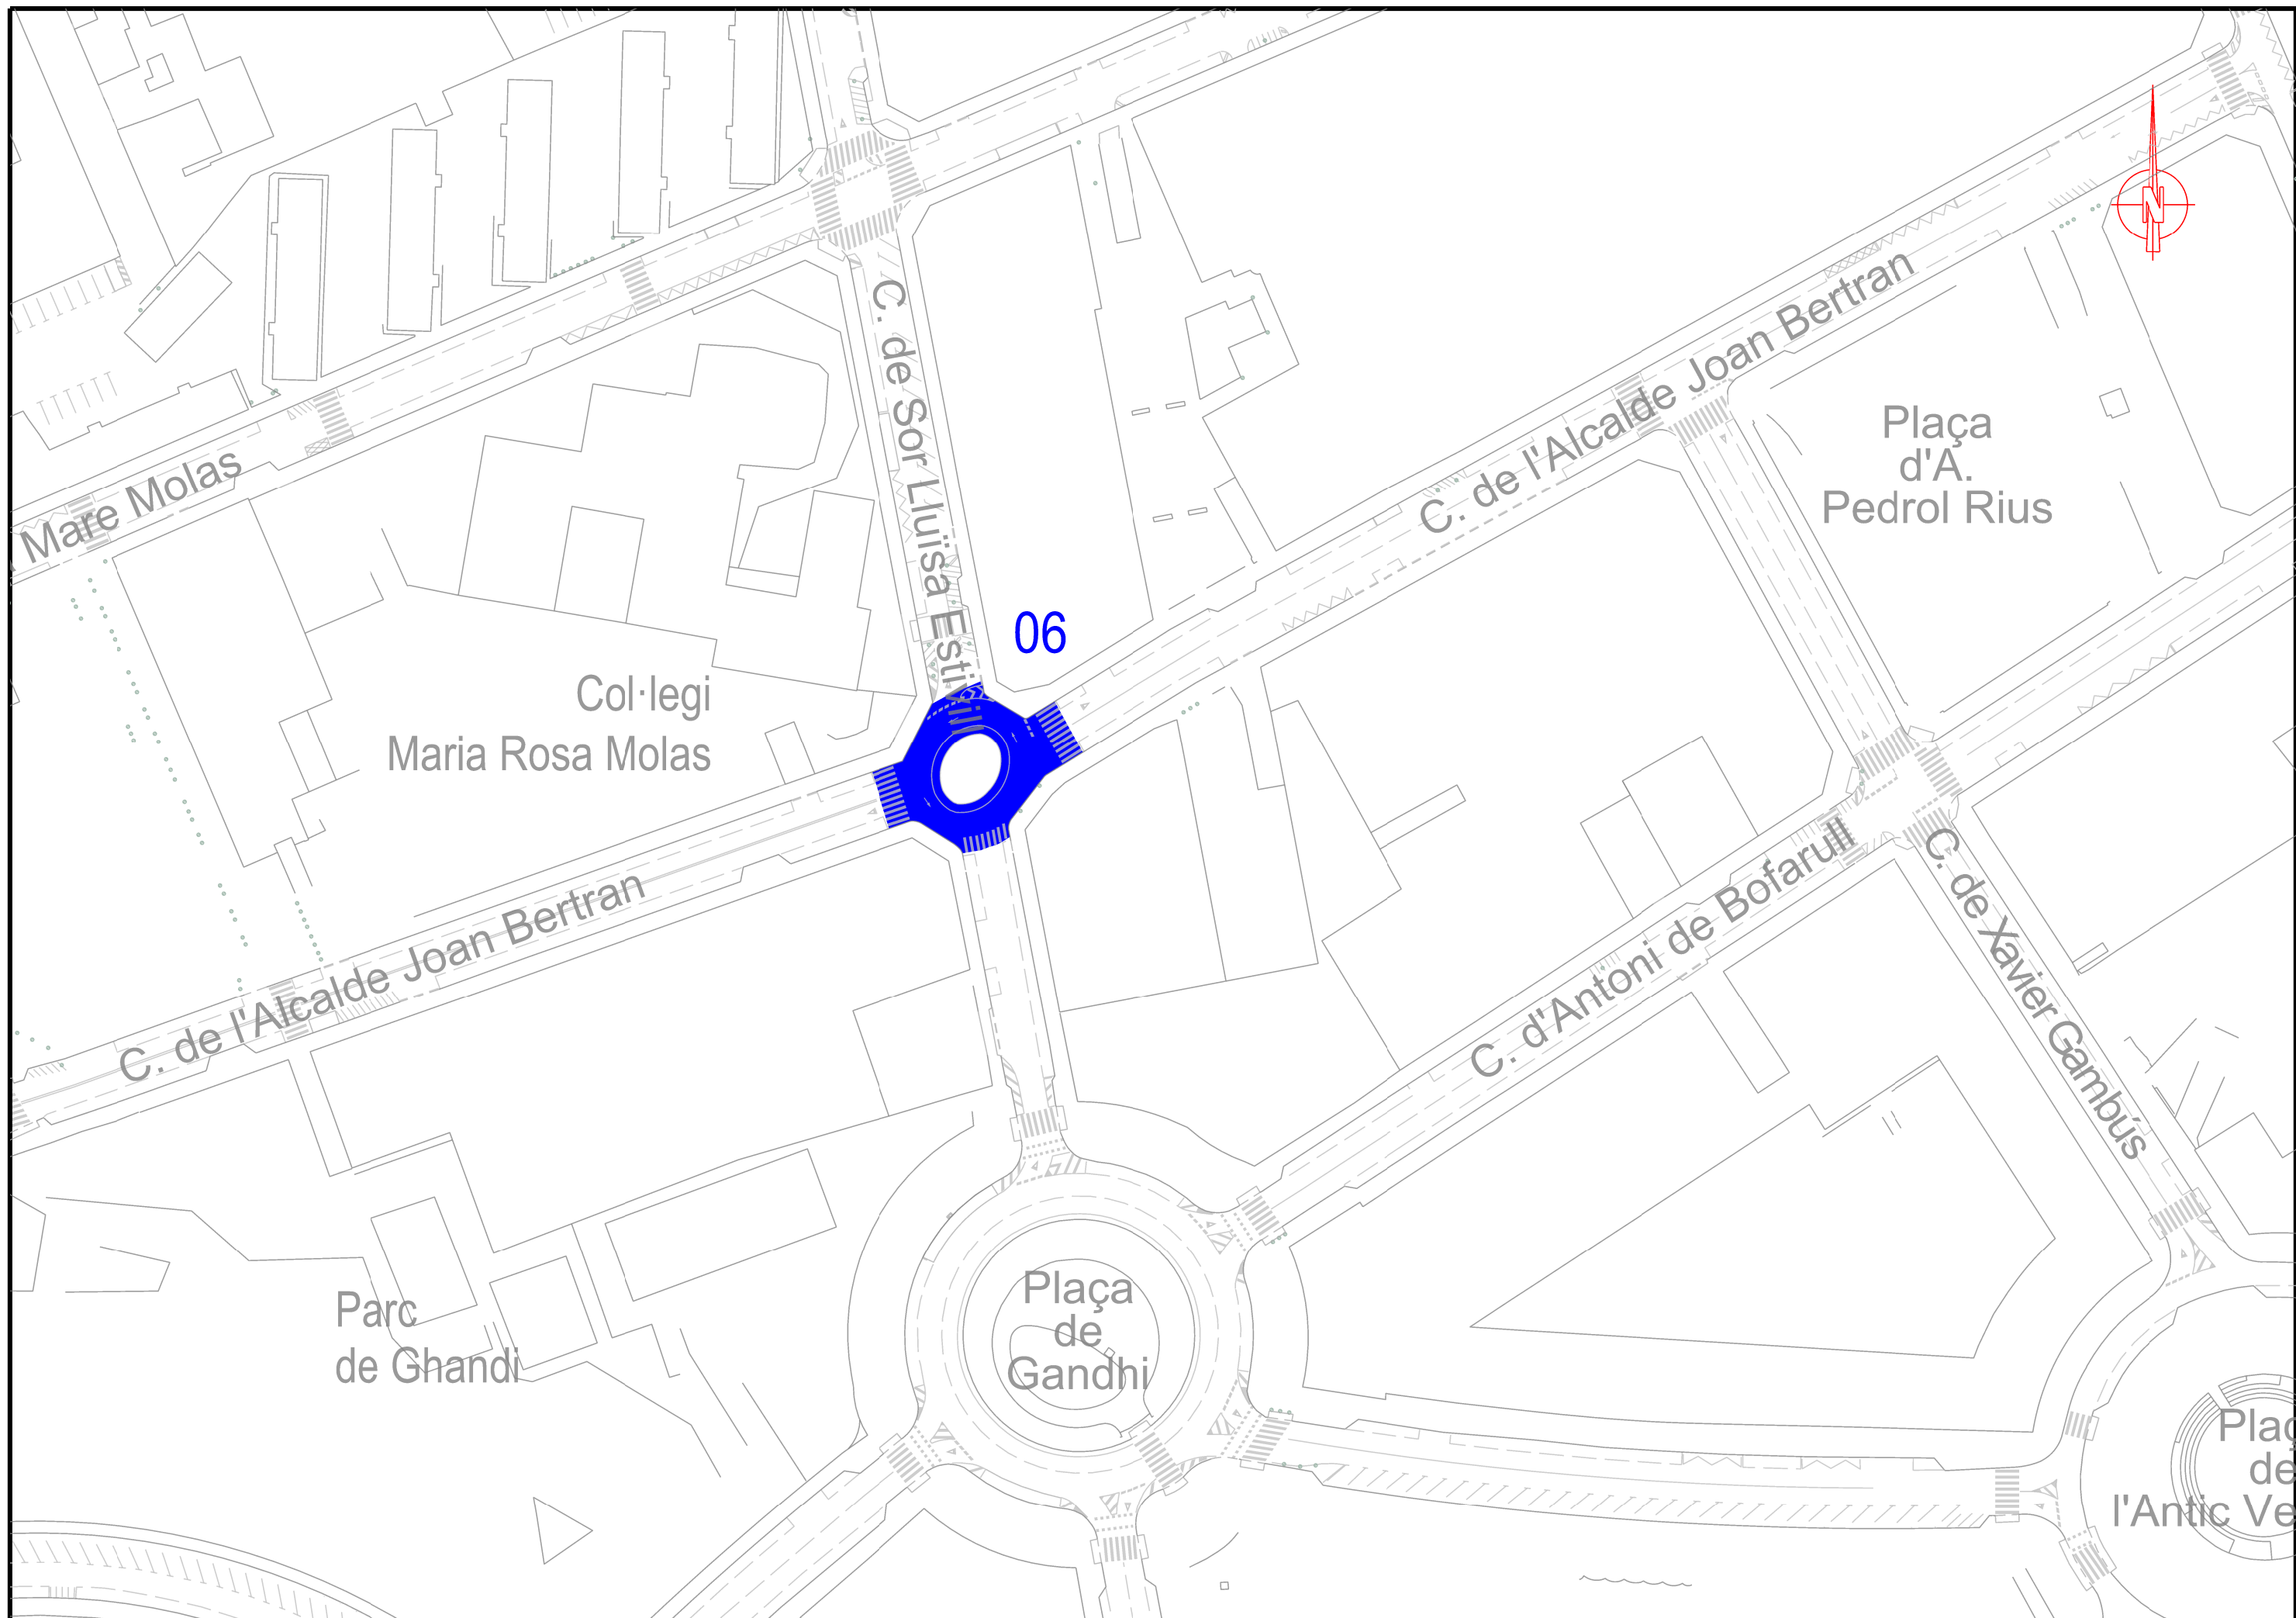 N
C. de Sor Lluïsa Estivill
C. de l'Alcalde Joan Bertran
Plaça
d'A.
Pedrol Rius
Mare Molas
06
Col·legi
Maria Rosa Molas
C. de l'Alcalde Joan Bertran
C. d'Antoni de Bofarull
C. de Xavier Gambús
Parc
de Ghandi
Plaça
de
Gandhi
Plaç
de
l'Antic Ve